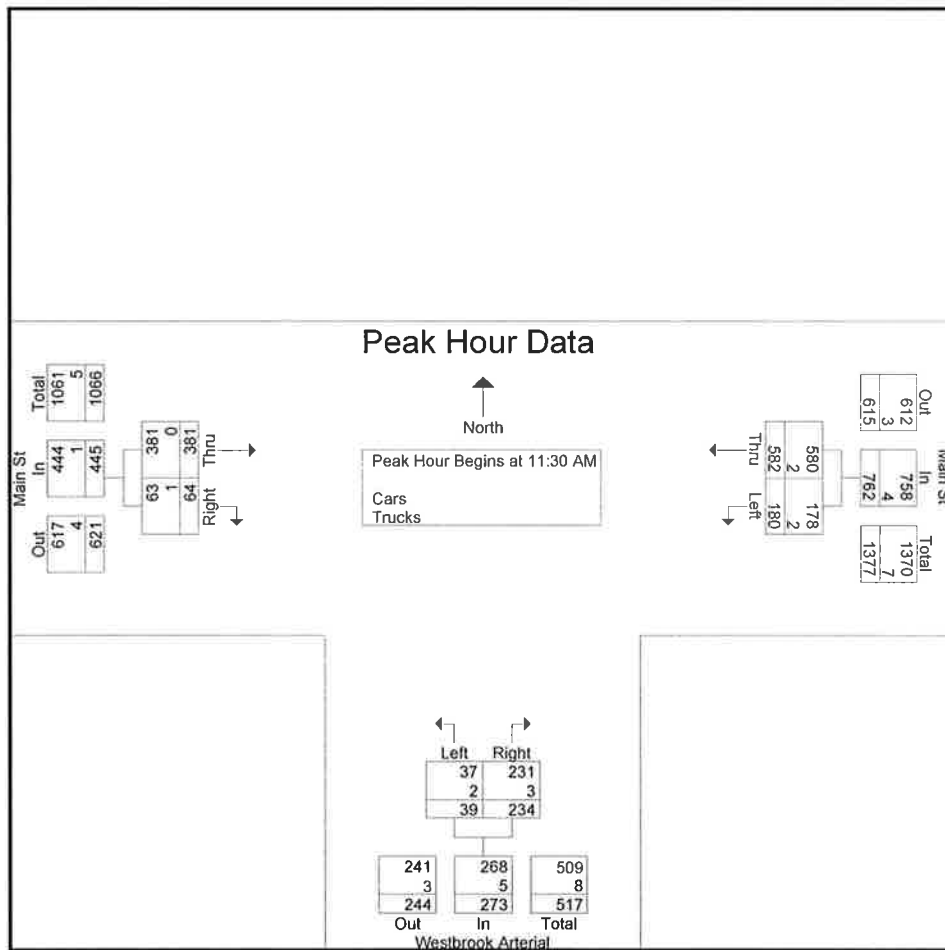 Peak Hour Data
North
Peak Hour Begins at 11:30 AM
Cars
Trucks
Main St
Total
1061
5
1066
In
444
1
445
Out
617
4
621
381
0
381
Thru
63
1
64
Right
Thru
580
2
582
Left
178
2
180
Main St
Out
612
3
615
In
758
4
762
Total
1370
7
1377
Left Right
37 231
2 3
39 234
241 268 509
3 5 8
244 273 517
Out In Total
Westbrook Arterial